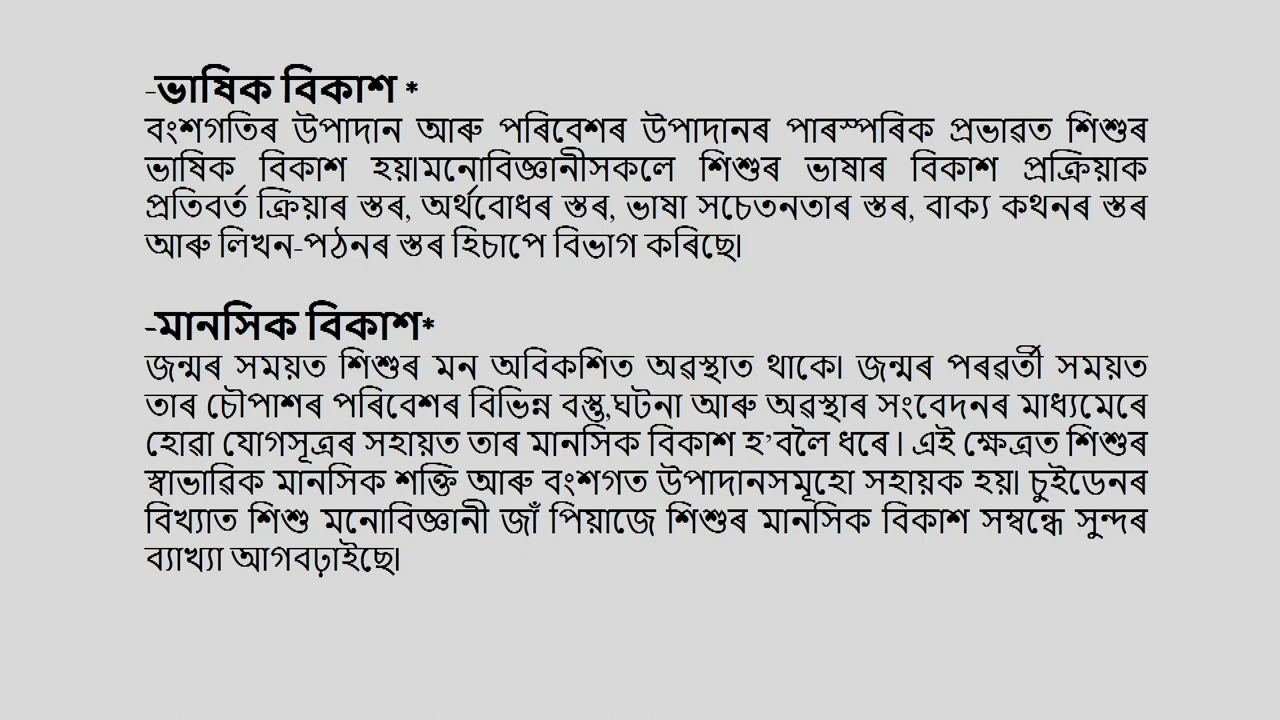 -ভাষিক বিকাশ *
বংশগতিৰ উপাদান আৰু পৰিবেশৰ উপাদানৰ পাৰস্পৰিক প্ৰভাৱত শিশুৰ
ভাষিক বিকাশ হয়৷মনোবিজ্ঞানীসকলে শিশুৰ ভাষাৰ বিকাশ প্ৰক্ৰিয়াক
প্ৰতিবৰ্ত ক্ৰিয়াৰ স্তৰ, অৰ্থবোধৰ স্তৰ, ভাষা সচেতনতাৰ স্তৰ, বাক্য কথনৰ স্তৰ
আৰু লিখন-পঠনৰ স্তৰ হিচাপে বিভাগ কৰিছে৷
-মানসিক বিকাশ*
জন্মৰ সময়ত শিশুৰ মন অবিকশিত অৱস্থাত থাকে৷ জন্মৰ পৰৱৰ্তী সময়ত
তাৰ চৌপাশৰ পৰিবেশৰ বিভিন্ন বস্তু,ঘটনা আৰু অৱস্থাৰ সংবেদনৰ মাধ্যমেৰে
হোৱা যোগসূত্ৰৰ সহায়ত তাৰ মানসিক বিকাশ হ’বলৈ ধৰে। এই ক্ষেত্ৰত শিশুৰ
স্বাভাৱিক মানসিক শক্তি আৰু বংশগত উপাদানসমূহো সহায়ক হয়৷ চুইডেনৰ
বিখ্যাত শিশু মনোবিজ্ঞানী জাঁ পিয়াজে শিশুৰ মানসিক বিকাশ সম্বন্ধে সুন্দৰ
ব্যাখ্যা আগবঢ়াইছে৷